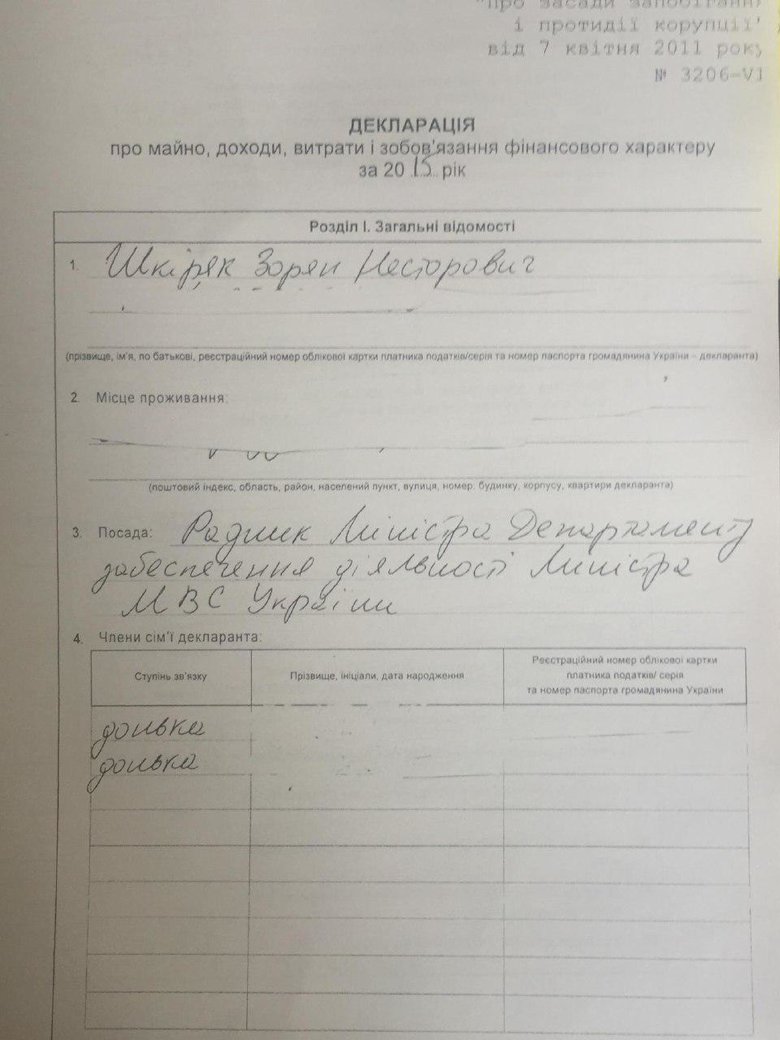 "Про засади запобігання
і протидії корупції"
від 7 квітня 2011 року
№ 3206-VI
ДЕКЛАРАЦІЯ
про майно, доходи, витрати і зобов'язання фінансового характеру
за 2015 рік
Розділ I. Загальні відомості
1. Шкіряк Зорян Несторович
(прізвище, ім'я, по батькові, реєстраційний номер облікової картки платника податків/серія та номер паспорта громадянина України – декларанта)
2. Місце проживання:
(поштовий індекс, область, район, населений пункт, вулиця, номер: будинку, корпусу, квартири декларанта)
3. Посада: Радник Міністра Департаменту
забезпечення діяльності Міністра
МВС України
4. Члени сім'ї декларанта:
Ступінь зв'язку Прізвище, ініціали, дата народження Реєстраційний номер облікової картки
платника податків/ серія
та номер паспорта громадянина України
донька
донька